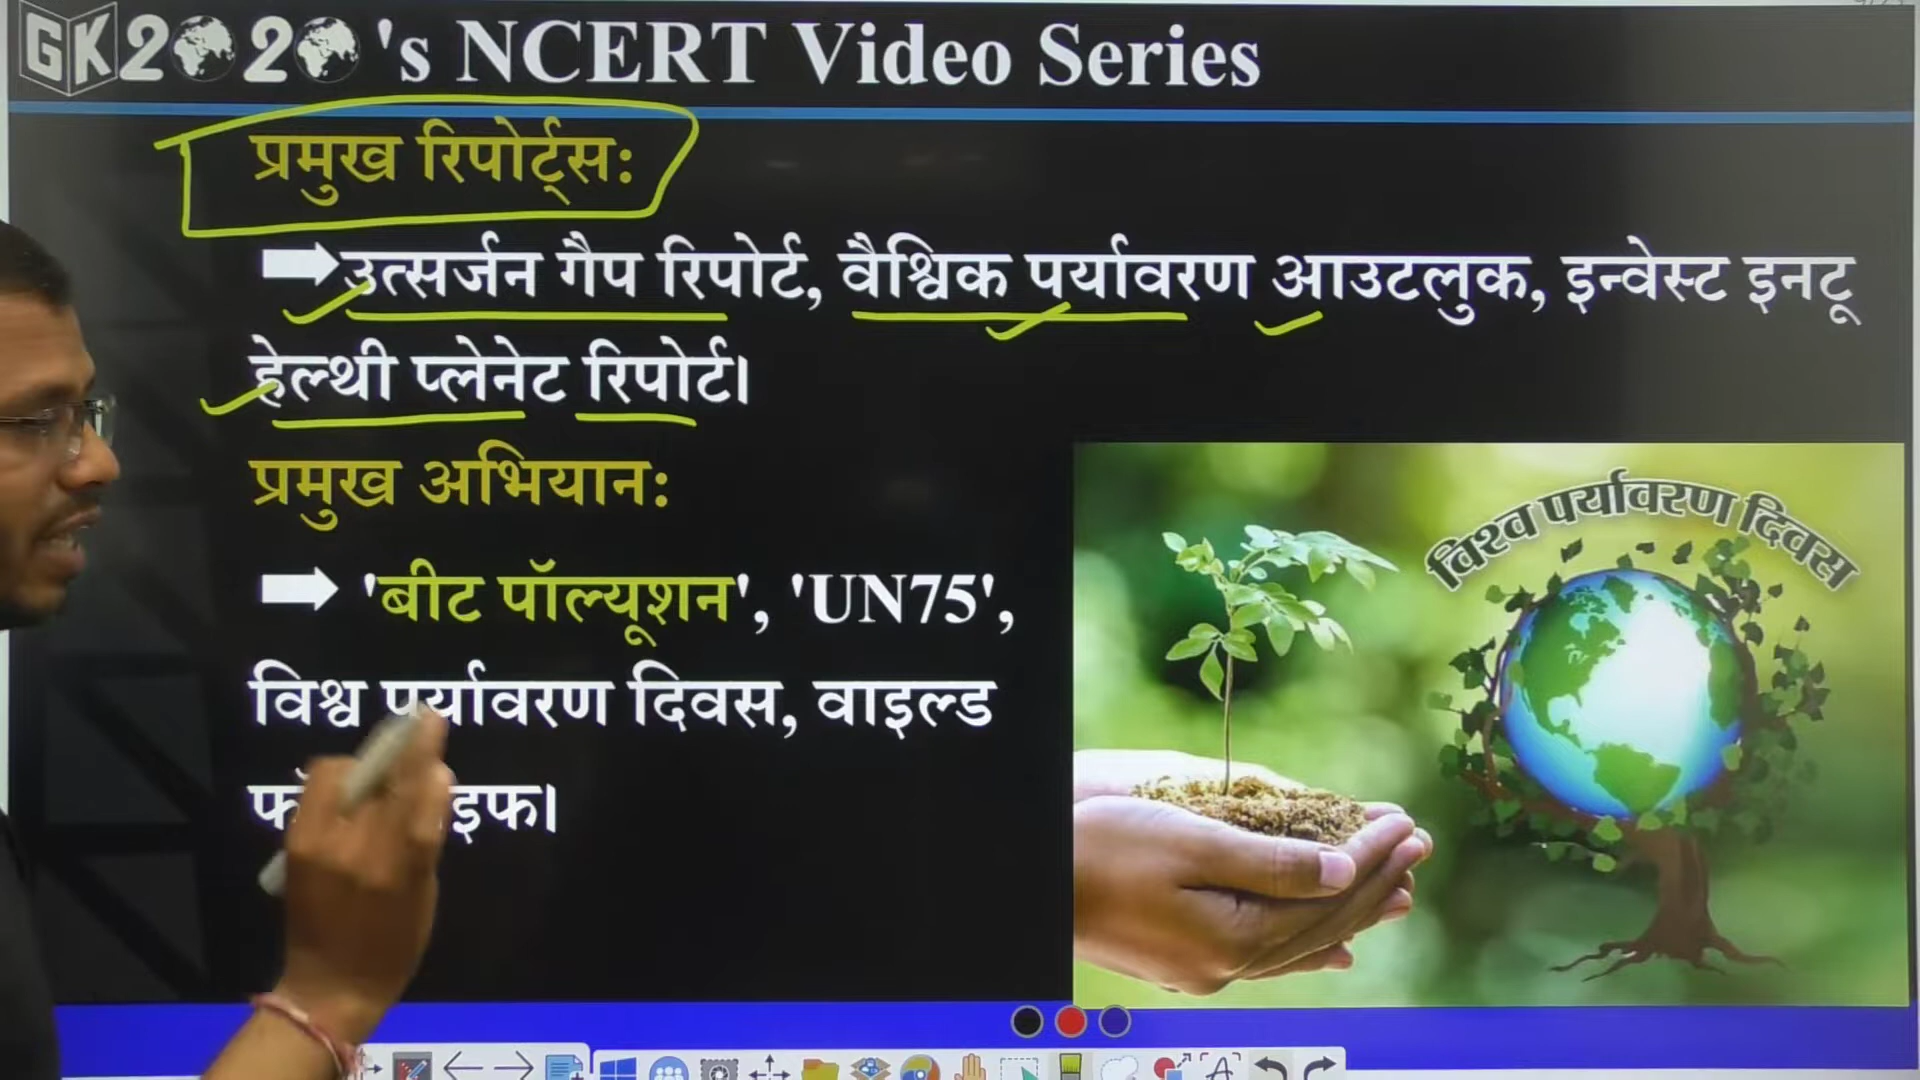 GK2020's NCERT Video Series
प्रमुख रिपोर्ट्स:
उत्सर्जन गैप रिपोर्ट, वैश्विक पर्यावरण आउटलुक, इन्वेस्ट इनटू
हेल्थी प्लेनेट रिपोर्ट।
प्रमुख अभियान:
'बीट पॉल्यूशन', 'UN75',
विश्व पर्यावरण दिवस, वाइल्ड
विश्व पर्यावरण दिवस